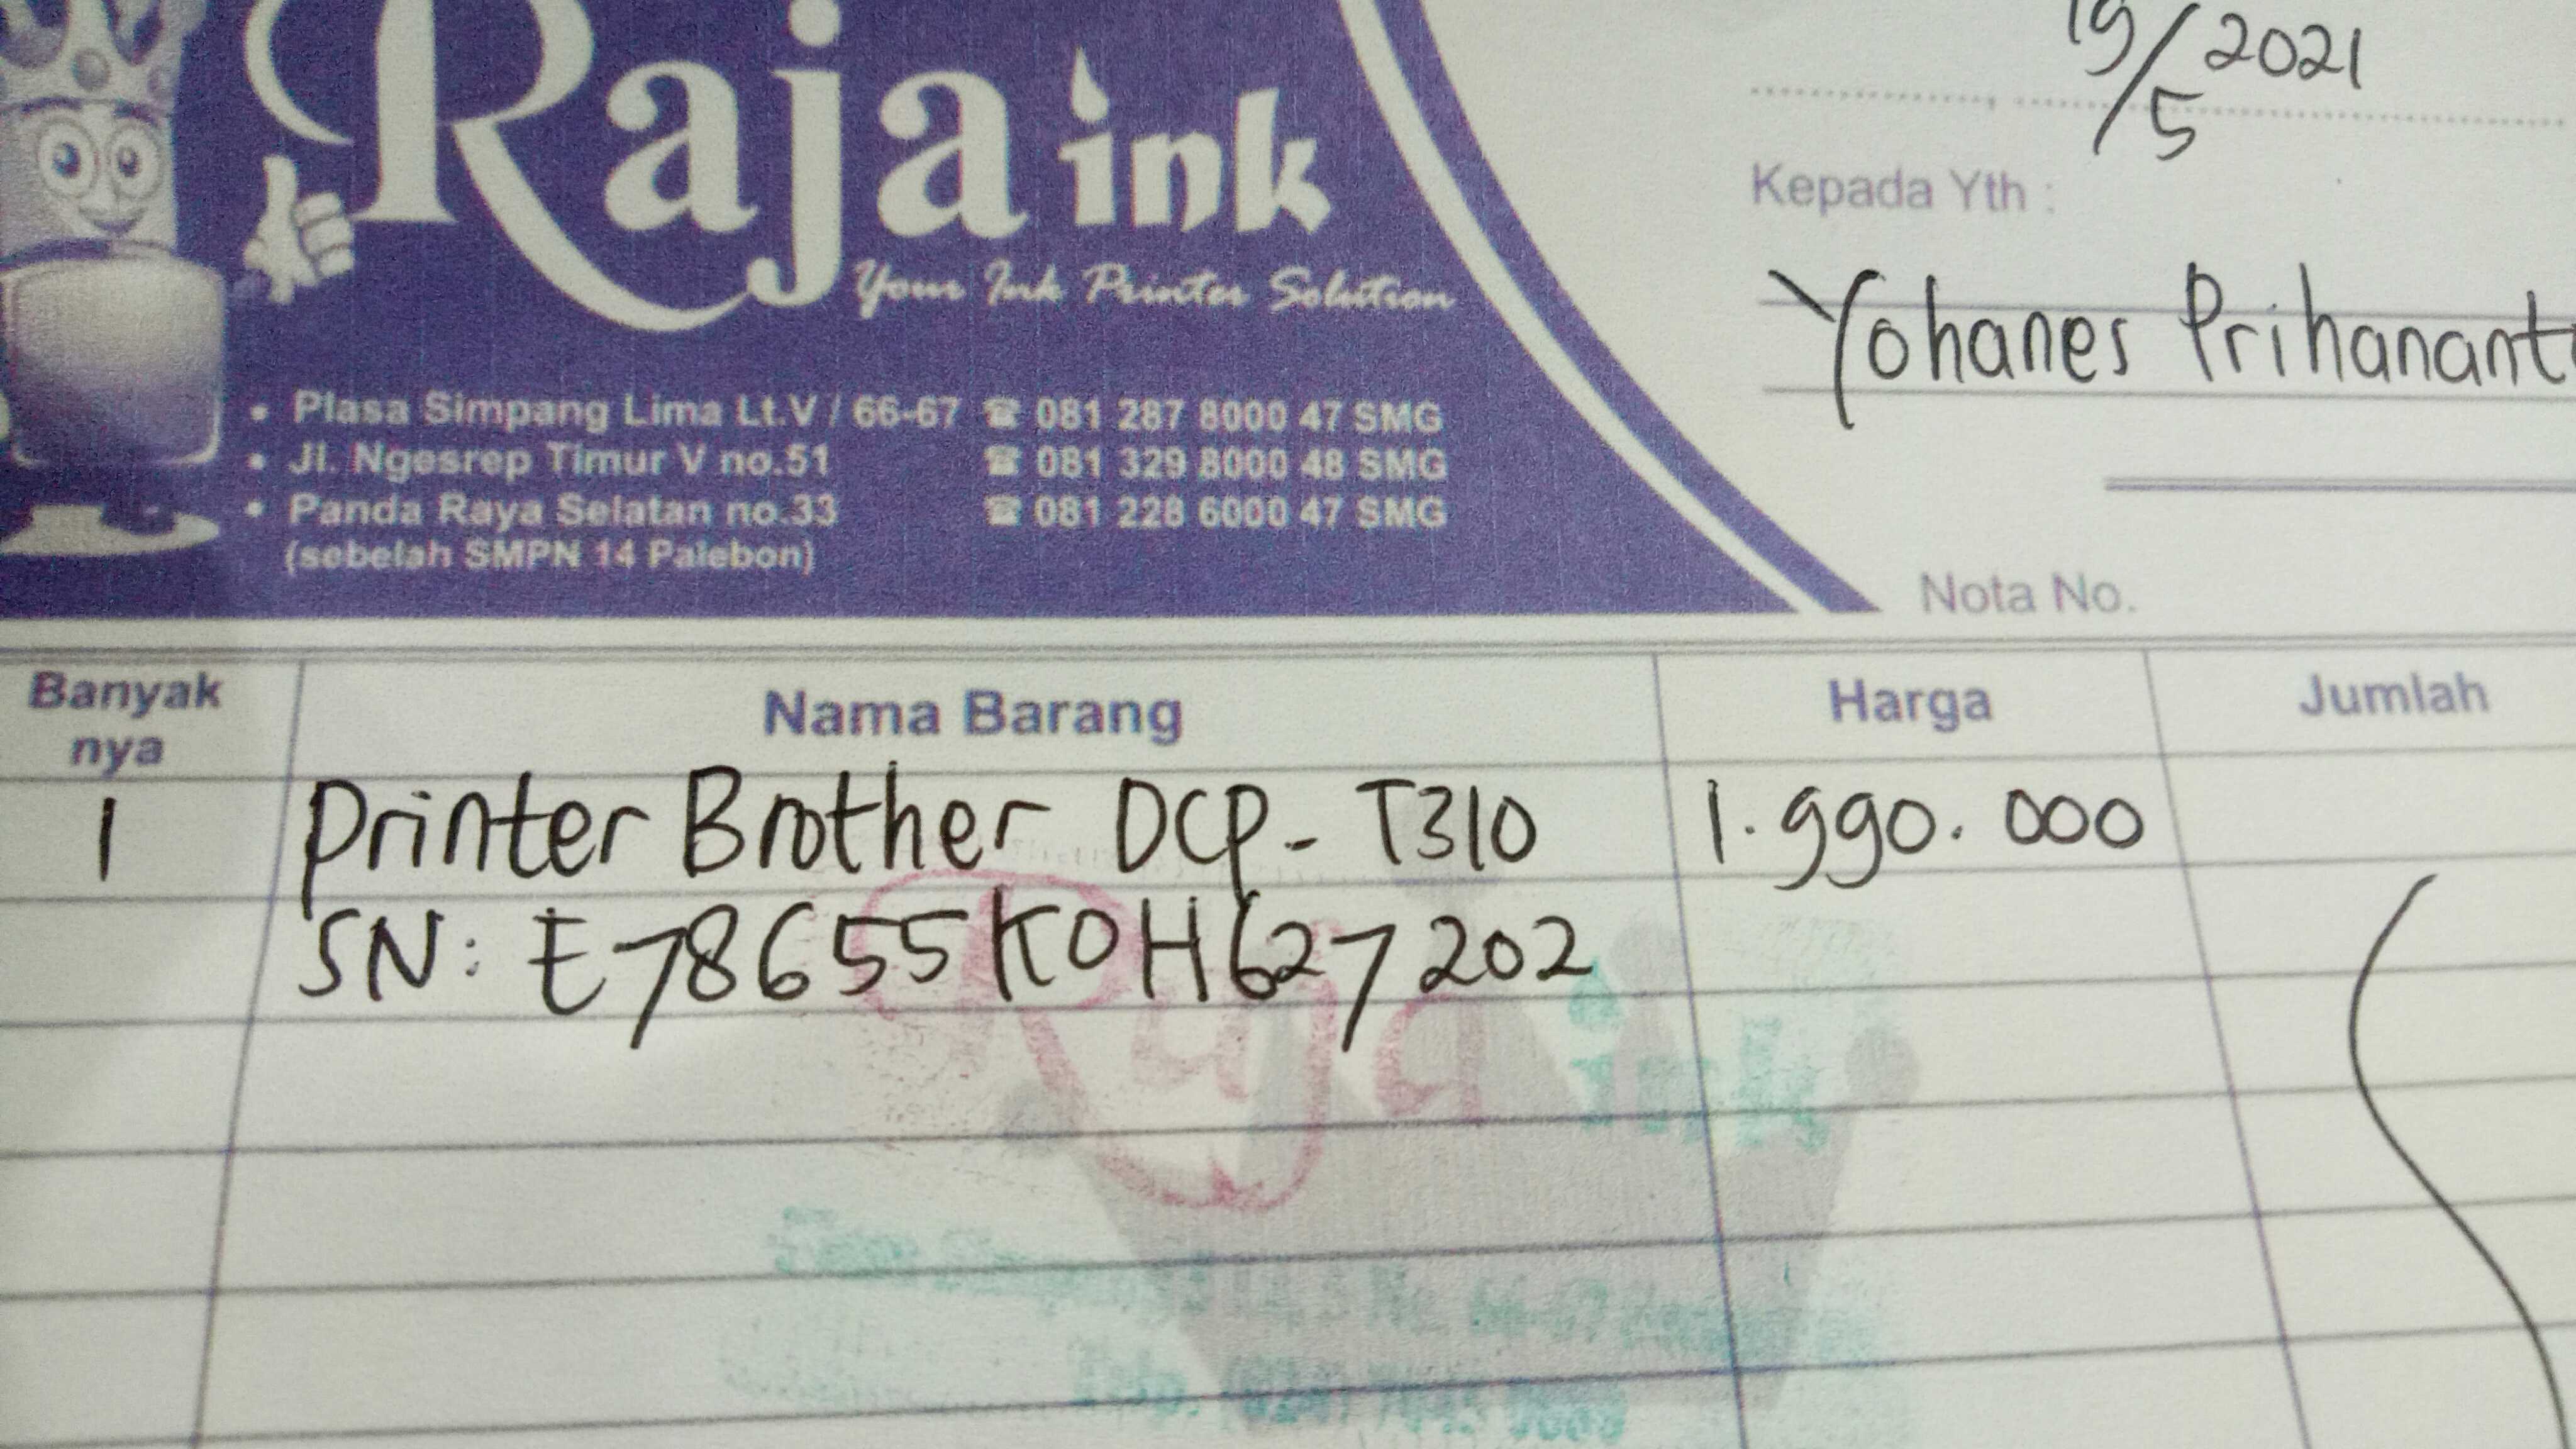 Raja ink
Your Ink Printer Solution
• Plasa Simpang Lima Lt.V / 66-67 ☎ 081 287 8000 47 SMG
• Jl. Ngesrep Timur V no.51 ☎ 081 329 8000 48 SMG
• Panda Raya Selatan no.33 ☎ 081 228 6000 47 SMG
(sebelah SMPN 14 Palebon)
19/5 2021
Kepada Yth :
Yohanes Prihanant
Nota No.
Banyak nya Nama Barang Harga Jumlah
1 Printer Brother DCP - T310 1.990.000
SN: E78655K0H627202